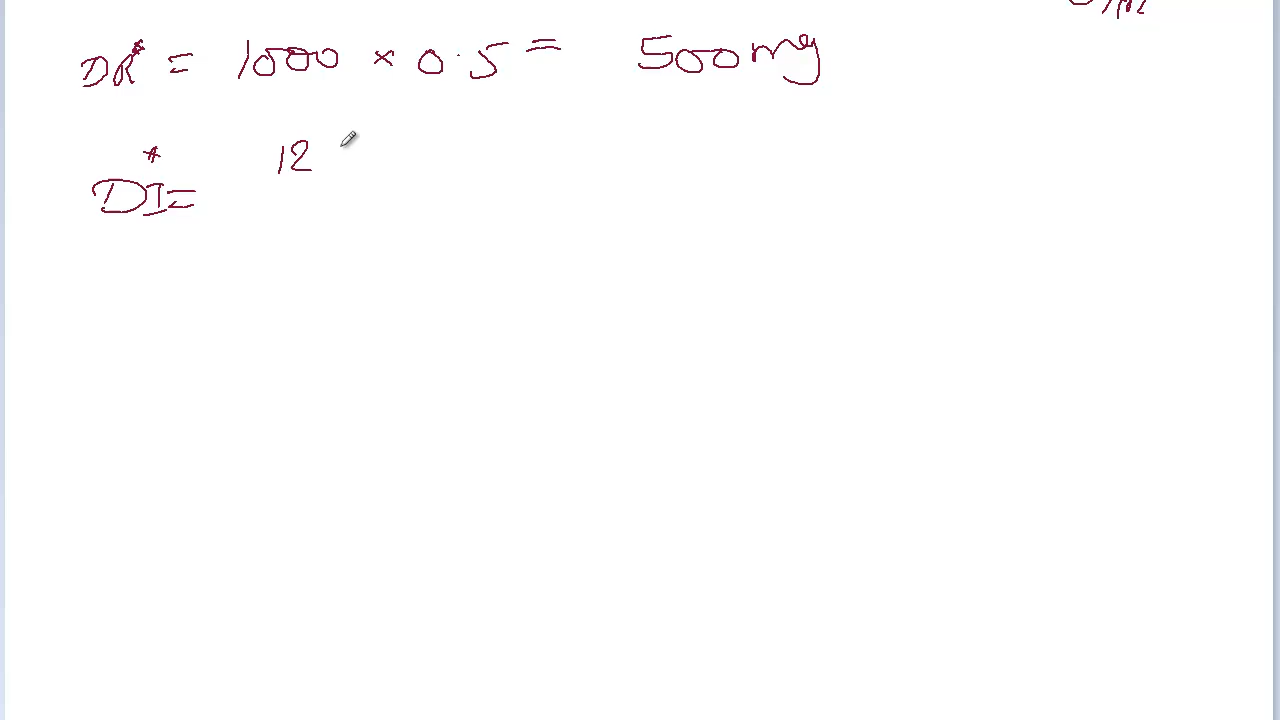 DR* = 1000 × 0.5 = 500mg
DI* = 12